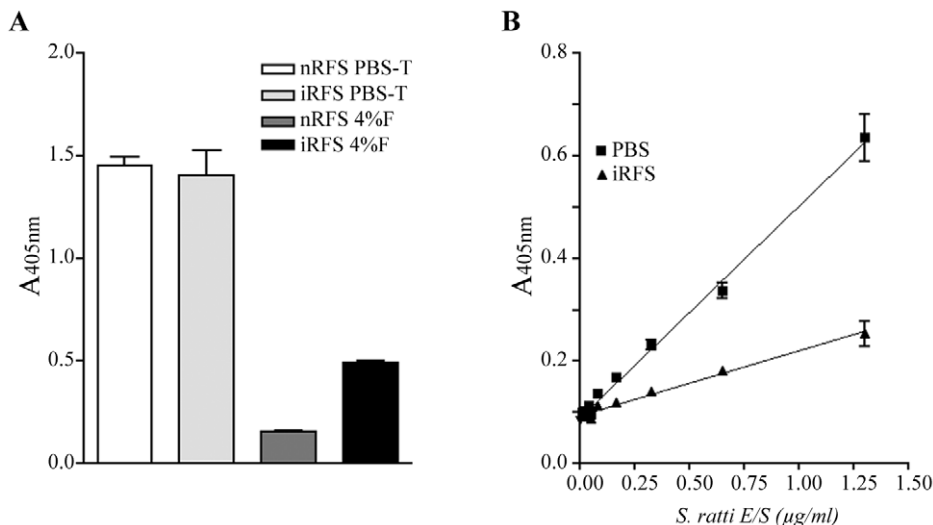 A
2.0
1.5
1.0
0.5
0.0
A405nm
nRFS PBS-T
iRFS PBS-T
nRFS 4%F
iRFS 4%F
B
0.8
0.6
0.4
0.2
0.0
A405nm
PBS
iRFS
0.00 0.25 0.50 0.75 1.00 1.25 1.50
S. ratti E/S (µg/ml)